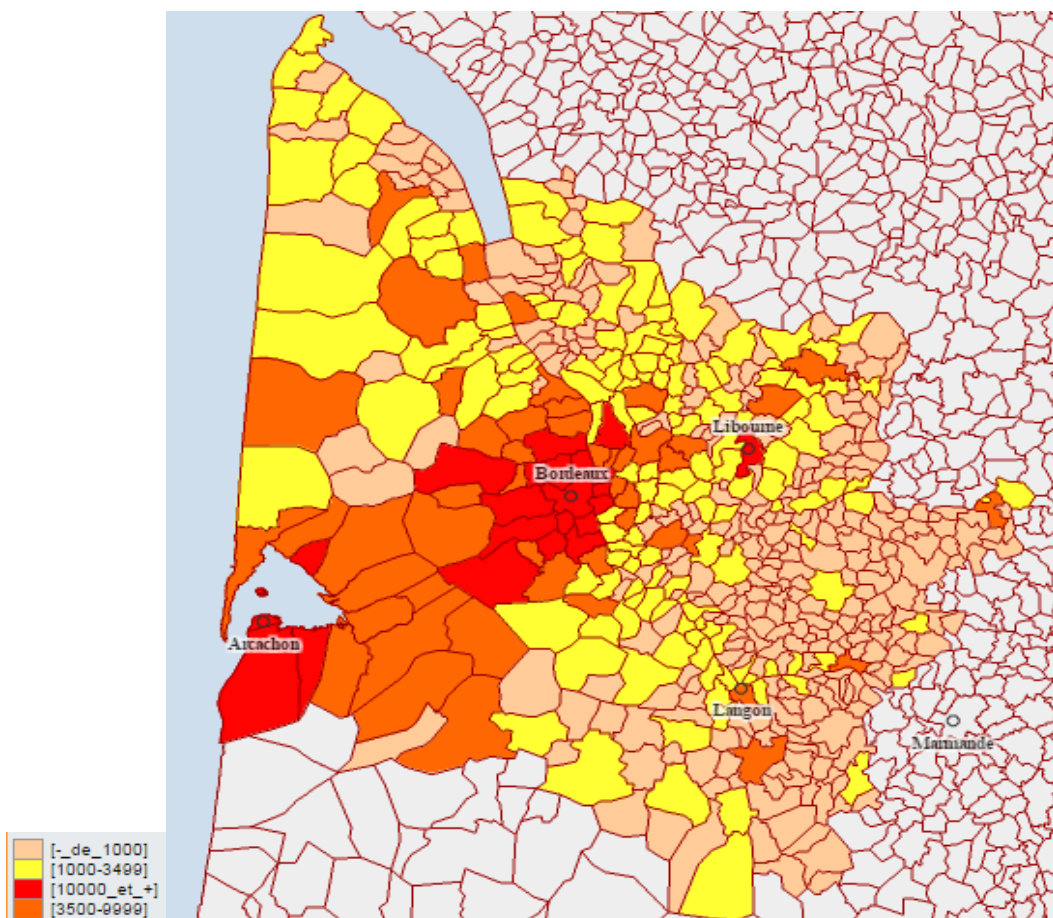 Libourne
Bordeaux
Arcachon
Langon
Marmande
[-_de_1000]
[1000-3499]
[10000_et_+]
[3500-9999]